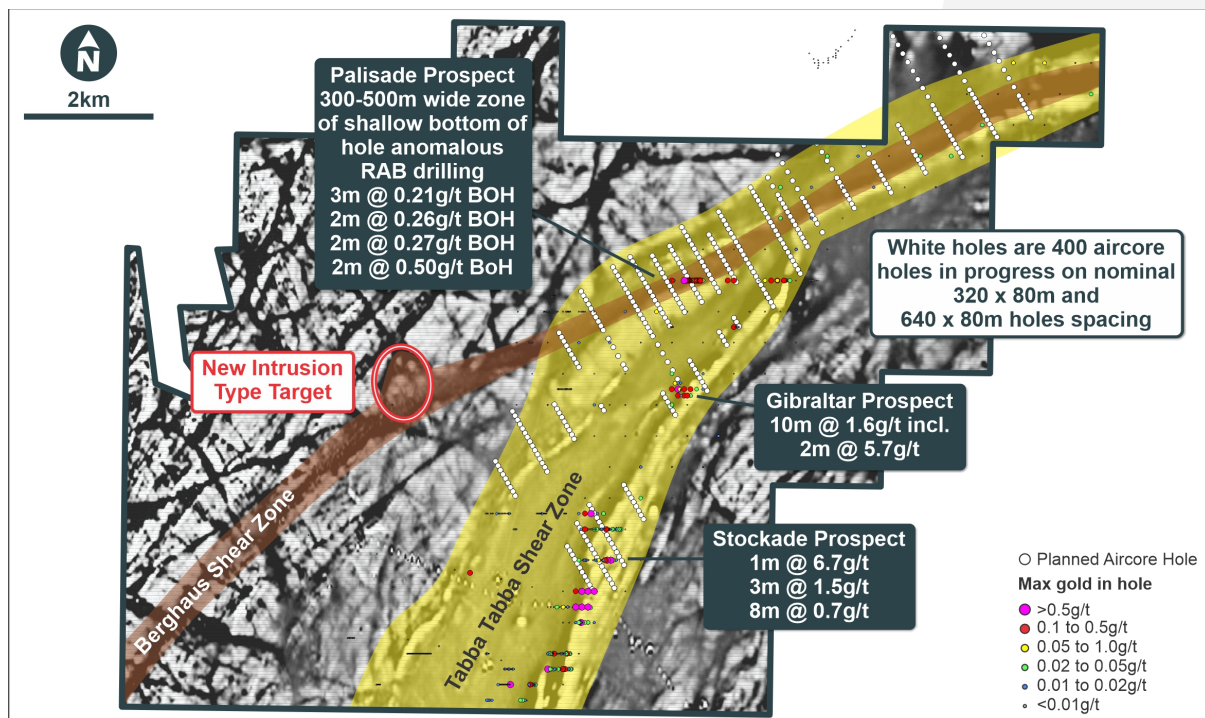 N
2km
Palisade Prospect
300-500m wide zone
of shallow bottom of
hole anomalous
RAB drilling
3m @ 0.21g/t BOH
2m @ 0.26g/t BOH
2m @ 0.27g/t BOH
2m @ 0.50g/t BoH
White holes are 400 aircore
holes in progress on nominal
320 x 80m and
640 x 80m holes spacing
New Intrusion
Type Target
Gibraltar Prospect
10m @ 1.6g/t incl.
2m @ 5.7g/t
Berghaus Shear Zone
Tabba Tabba Shear Zone
Stockade Prospect
1m @ 6.7g/t
3m @ 1.5g/t
8m @ 0.7g/t
Planned Aircore Hole
Max gold in hole
>0.5g/t
0.1 to 0.5g/t
0.05 to 1.0g/t
0.02 to 0.05g/t
0.01 to 0.02g/t
<0.01g/t